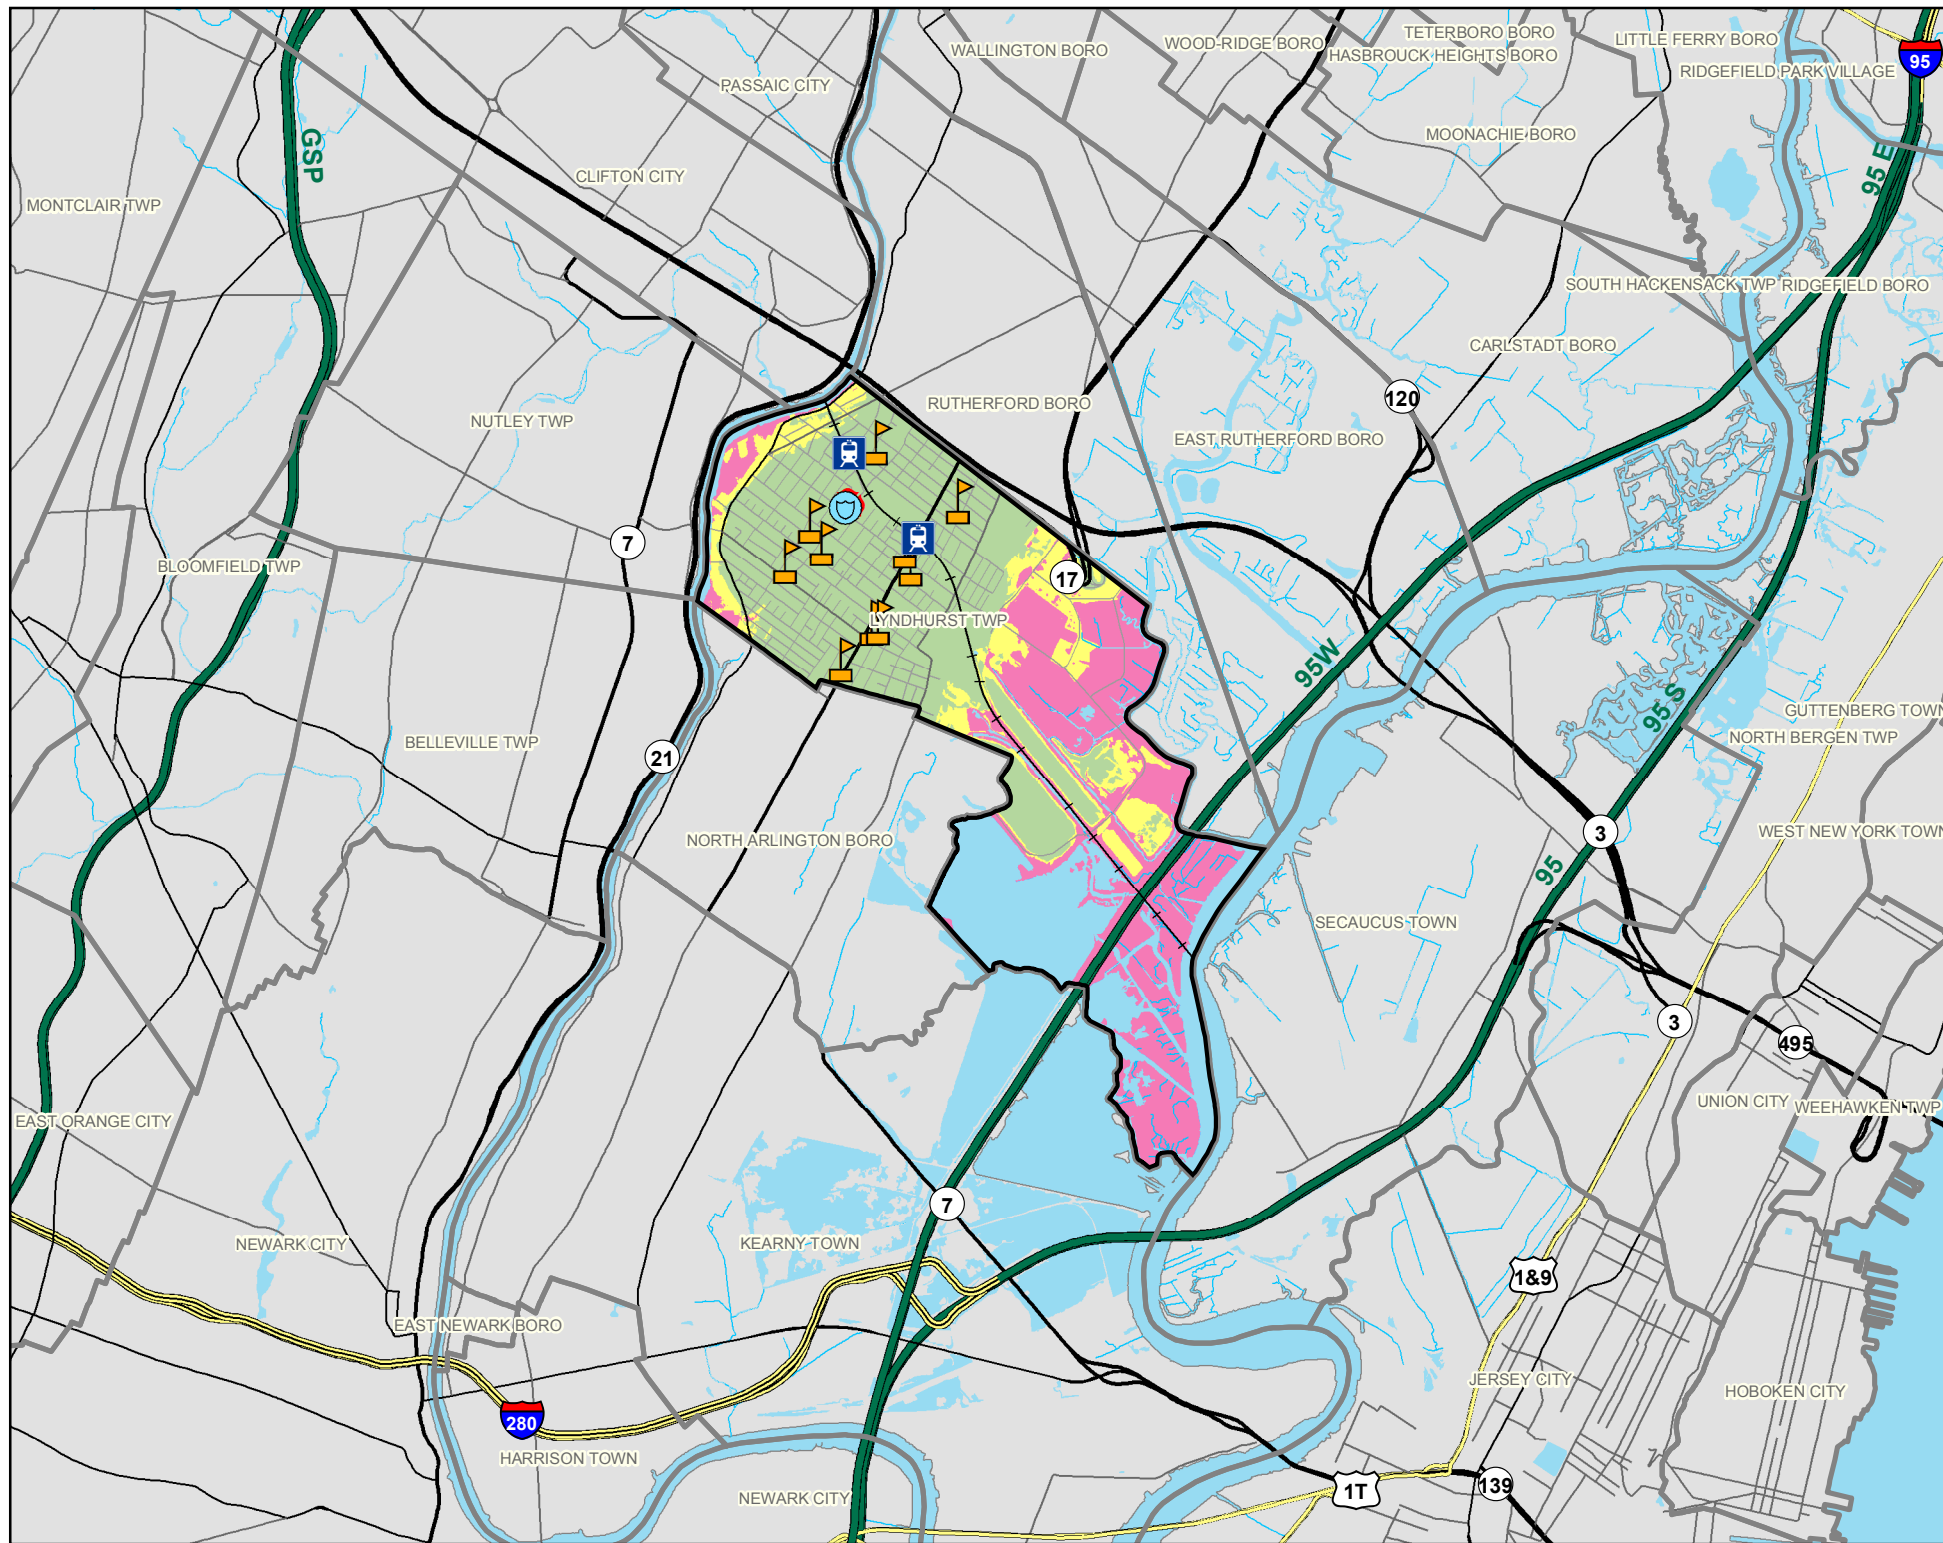 TETERBORO BORO
LITTLE FERRY BORO
WOOD-RIDGE BORO
WALLINGTON BORO
HASBROUCK HEIGHTS BORO
95
RIDGEFIELD PARK VILLAGE
PASSAIC CITY
MOONACHIE BORO
GSP
95 E
CLIFTON CITY
MONTCLAIR TWP
SOUTH HACKENSACK TWP
RIDGEFIELD BORO
CARLSTADT BORO
120
RUTHERFORD BORO
NUTLEY TWP
EAST RUTHERFORD BORO
7
BLOOMFIELD TWP
17
LYNDHURST TWP
95W
95 S
GUTTENBERG TOWN
NORTH BERGEN TWP
BELLEVILLE TWP
21
3
WEST NEW YORK TOWN
NORTH ARLINGTON BORO
95
SECAUCUS TOWN
3
495
UNION CITY
WEEHAWKEN TWP
EAST ORANGE CITY
7
NEWARK CITY
KEARNY TOWN
1&9
EAST NEWARK BORO
JERSEY CITY
HOBOKEN CITY
280
HARRISON TOWN
139
1T
NEWARK CITY